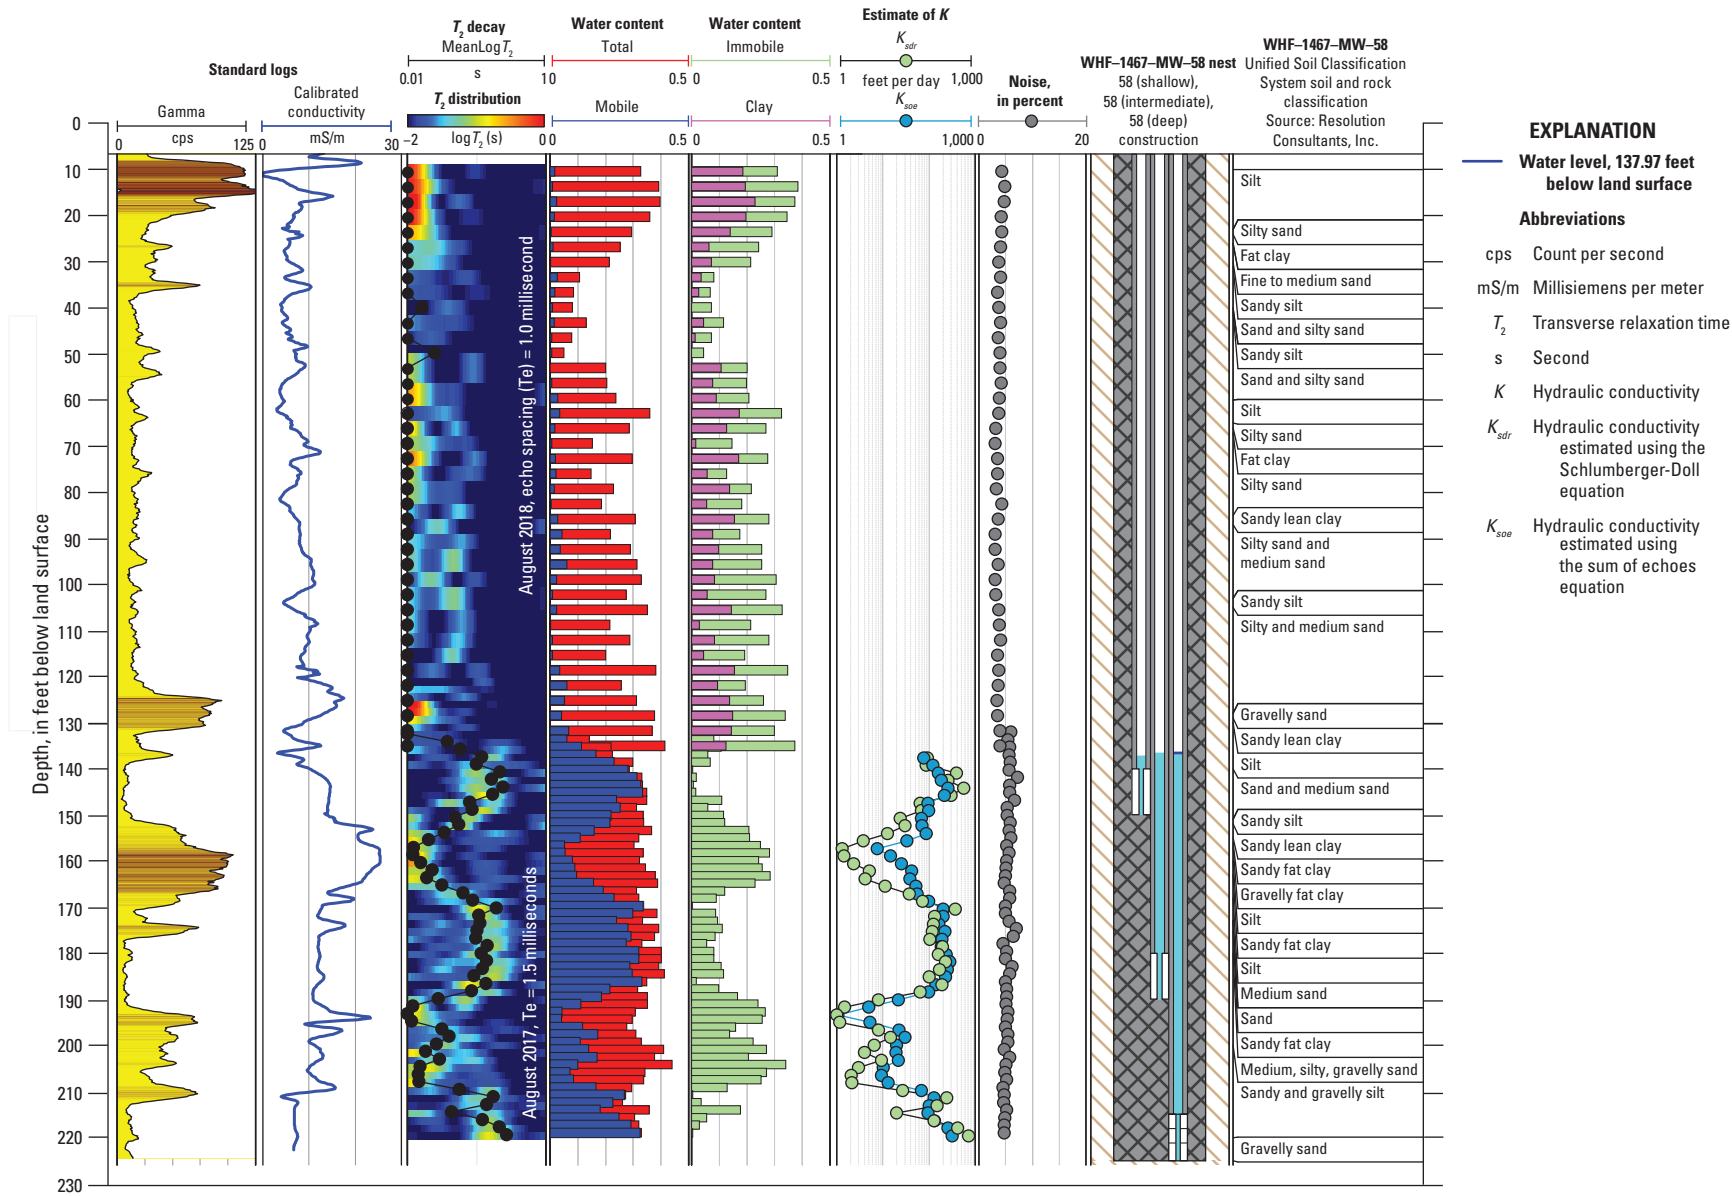 Standard logs
Gamma
cps
0
125
Calibrated
conductivity
mS/m
0
30
T2 decay
MeanLogT2
0.01
s
10
T2 distribution
−2
logT2 (s)
0
Water content
Total
0
0.5
Mobile
0
0.5
Water content
Immobile
0
0.5
Clay
0
0.5
Estimate of K
Ksdr
1
feet per day
1,000
Ksoe
1
1,000
Noise,
in percent
0
20
WHF–1467–MW–58 nest
58 (shallow),
58 (intermediate),
58 (deep)
construction
WHF–1467–MW–58
Unified Soil Classification
System soil and rock
classification
Source: Resolution
Consultants, Inc.
Depth, in feet below land surface
0
10
20
30
40
50
60
70
80
90
100
110
120
130
140
150
160
170
180
190
200
210
220
230
August 2018, echo spacing (Te) = 1.0 millisecond
August 2017, Te = 1.5 milliseconds
Silt
Silty sand
Fat clay
Fine to medium sand
Sandy silt
Sand and silty sand
Sandy silt
Sand and silty sand
Silt
Silty sand
Fat clay
Silty sand
Sandy lean clay
Silty sand and
medium sand
Sandy silt
Silty and medium sand
Gravelly sand
Sandy lean clay
Silt
Sand and medium sand
Sandy silt
Sandy lean clay
Sandy fat clay
Gravelly fat clay
Silt
Sandy fat clay
Silt
Medium sand
Sand
Sandy fat clay
Medium, silty, gravelly sand
Sandy and gravelly silt
Gravelly sand
EXPLANATION
Water level, 137.97 feet
below land surface
Abbreviations
cps Count per second
mS/m Millisiemens per meter
T2 Transverse relaxation time
s Second
K Hydraulic conductivity
Ksdr Hydraulic conductivity
estimated using the
Schlumberger-Doll
equation
Ksoe Hydraulic conductivity
estimated using
the sum of echoes
equation